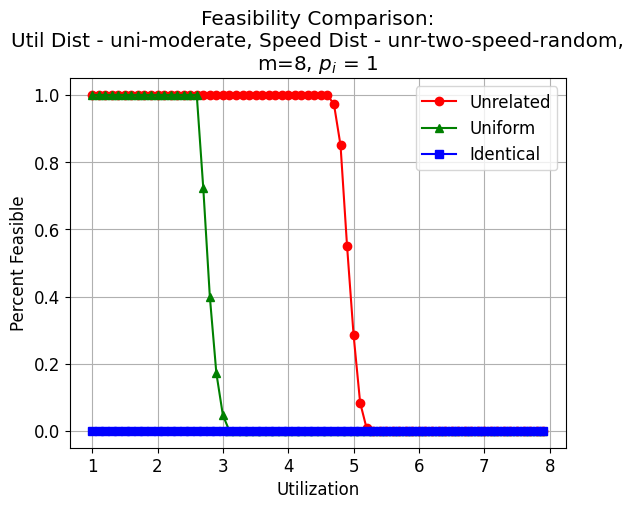 Feasibility Comparison:
Util Dist - uni-moderate, Speed Dist - unr-two-speed-random,
m=8, $p_i$ = 1
Unrelated
Uniform
Identical
Percent Feasible
1.0
0.8
0.6
0.4
0.2
0.0
1 2 3 4 5 6 7 8
Utilization